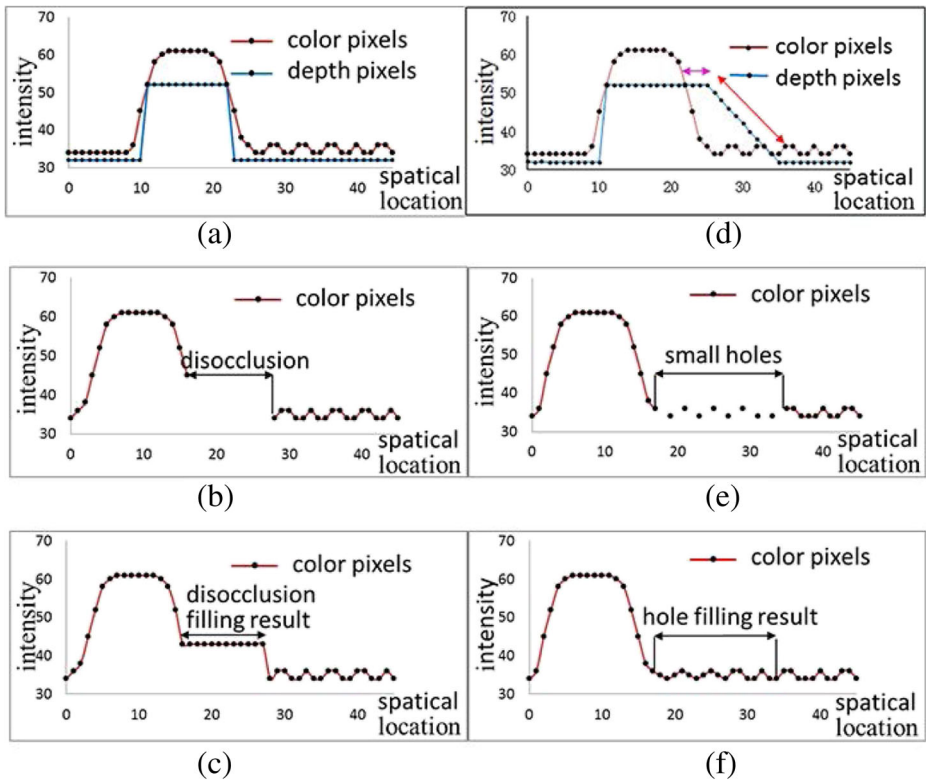 70
60
50
40
30
0
10
20
30
40
intensity
color pixels
depth pixels
spatical
location
(a)
70
60
50
40
30
0
10
20
30
40
intensity
color pixels
depth pixels
spatical
location
(d)
70
60
50
40
30
0
10
20
30
40
intensity
color pixels
disocclusion
spatical
location
(b)
70
60
50
40
30
0
10
20
30
40
intensity
color pixels
small holes
spatical
location
(e)
70
60
50
40
30
0
10
20
30
40
intensity
color pixels
disocclusion
filling result
spatical
location
(c)
70
60
50
40
30
0
10
20
30
40
intensity
color pixels
hole filling result
spatical
location
(f)